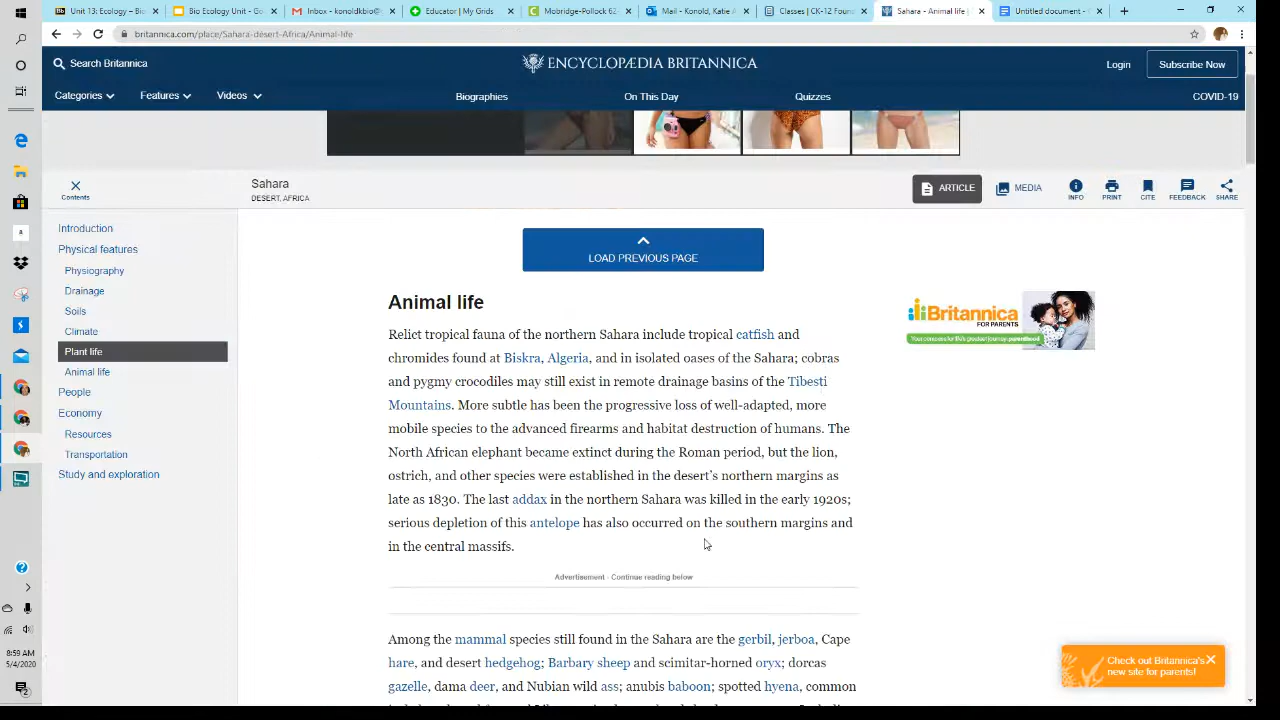 Unit 13: Ecology – Bio
Bio Ecology Unit - Go
Inbox - konoldkbio@
Educator | My Grids
Mobridge-Pollock 62
Mail - Konold, Katie A
Classes | CK-12 Foun
Sahara - Animal life |
Untitled document - G
britannica.com/place/Sahara-desert-Africa/Animal-life
Search Britannica
ENCYCLOPÆDIA BRITANNICA
Login
Subscribe Now
Categories
Features
Videos
Biographies
On This Day
Quizzes
COVID-19
Contents
Sahara
DESERT, AFRICA
ARTICLE
MEDIA
INFO
PRINT
CITE
FEEDBACK
SHARE
Introduction
Physical features
Physiography
Drainage
Soils
Climate
Plant life
Animal life
People
Economy
Resources
Transportation
Study and exploration
LOAD PREVIOUS PAGE
Animal life
Relict tropical fauna of the northern Sahara include tropical catfish and
chromides found at Biskra, Algeria, and in isolated oases of the Sahara; cobras
and pygmy crocodiles may still exist in remote drainage basins of the Tibesti
Mountains. More subtle has been the progressive loss of well-adapted, more
mobile species to the advanced firearms and habitat destruction of humans. The
North African elephant became extinct during the Roman period, but the lion,
ostrich, and other species were established in the desert's northern margins as
late as 1830. The last addax in the northern Sahara was killed in the early 1920s;
serious depletion of this antelope has also occurred on the southern margins and
in the central massifs.
Advertisement - Continue reading below
Among the mammal species still found in the Sahara are the gerbil, jerboa, Cape
hare, and desert hedgehog; Barbary sheep and scimitar-horned oryx; dorcas
gazelle, dama deer, and Nubian wild ass; anubis baboon; spotted hyena, common
Britannica
FOR PARENTS
Check out Britannica's
new site for parents!
8:59 AM
5/4/2020